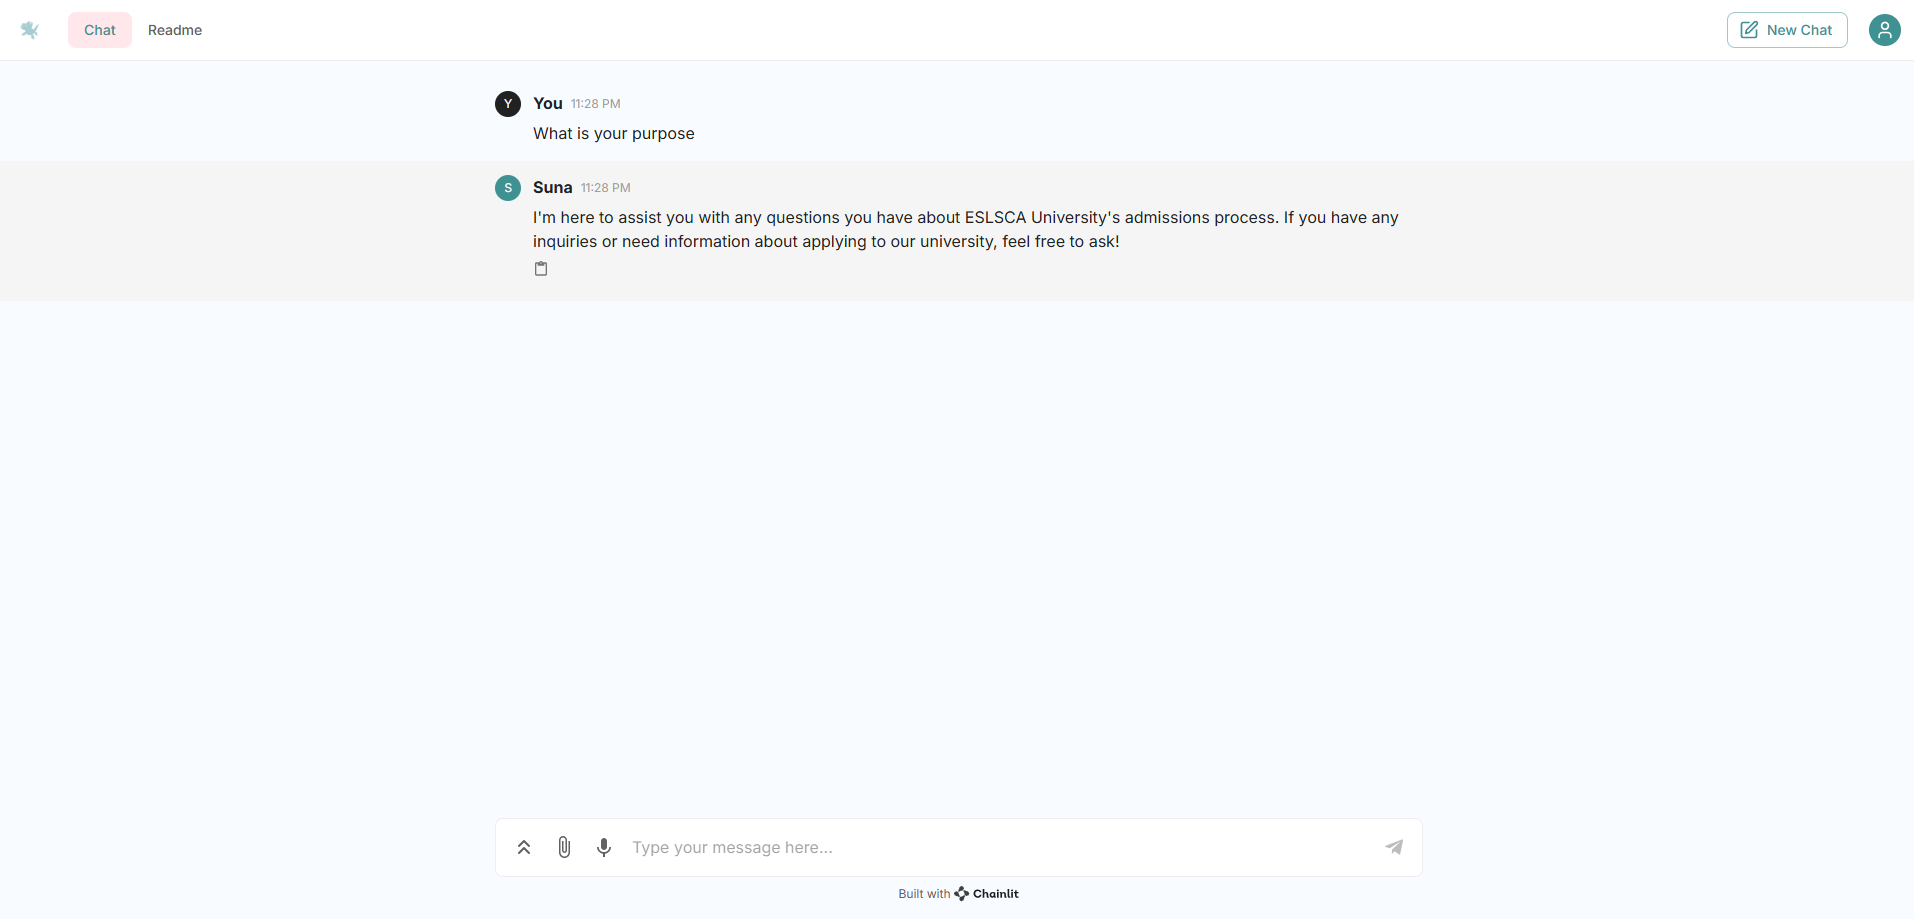 Chat
Readme
New Chat
Y
You 11:28 PM
What is your purpose
S
Suna 11:28 PM
I'm here to assist you with any questions you have about ESLSCA University's admissions process. If you have any
inquiries or need information about applying to our university, feel free to ask!
Type your message here...
Built with Chainlit